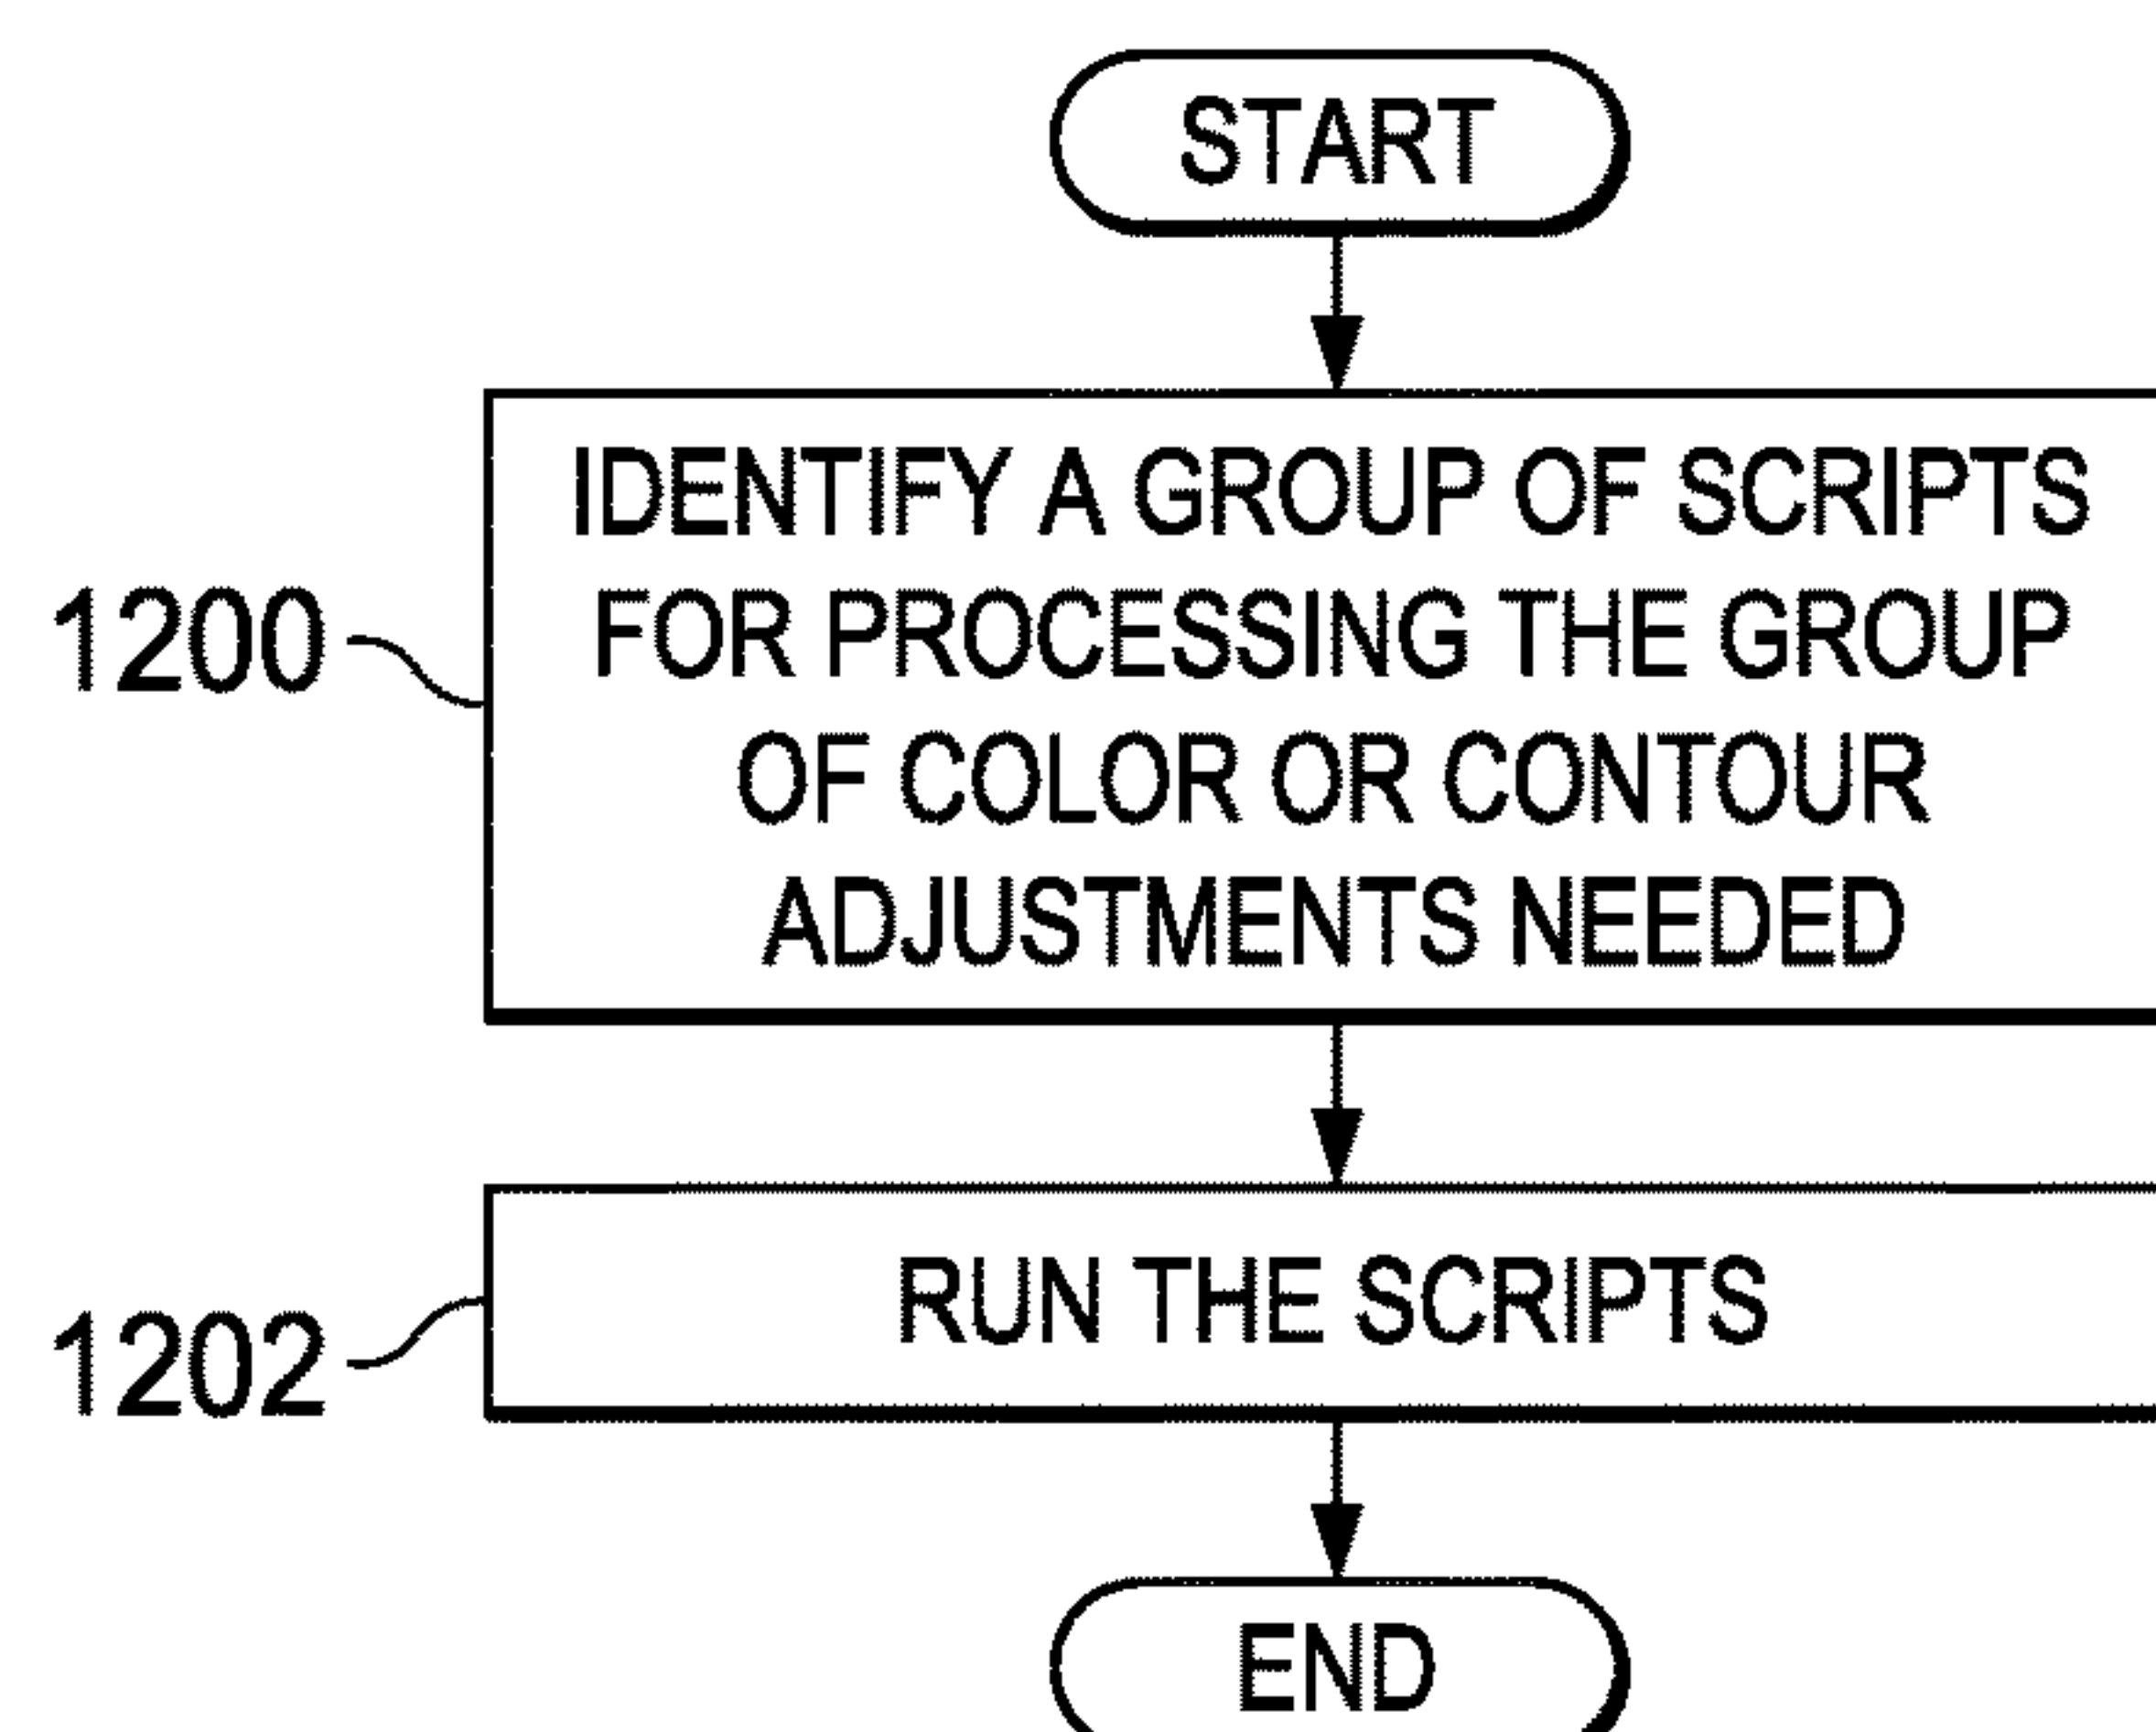 START
IDENTIFY A GROUP OF SCRIPTS
FOR PROCESSING THE GROUP
OF COLOR OR CONTOUR
ADJUSTMENTS NEEDED
1200
RUN THE SCRIPTS
1202
END